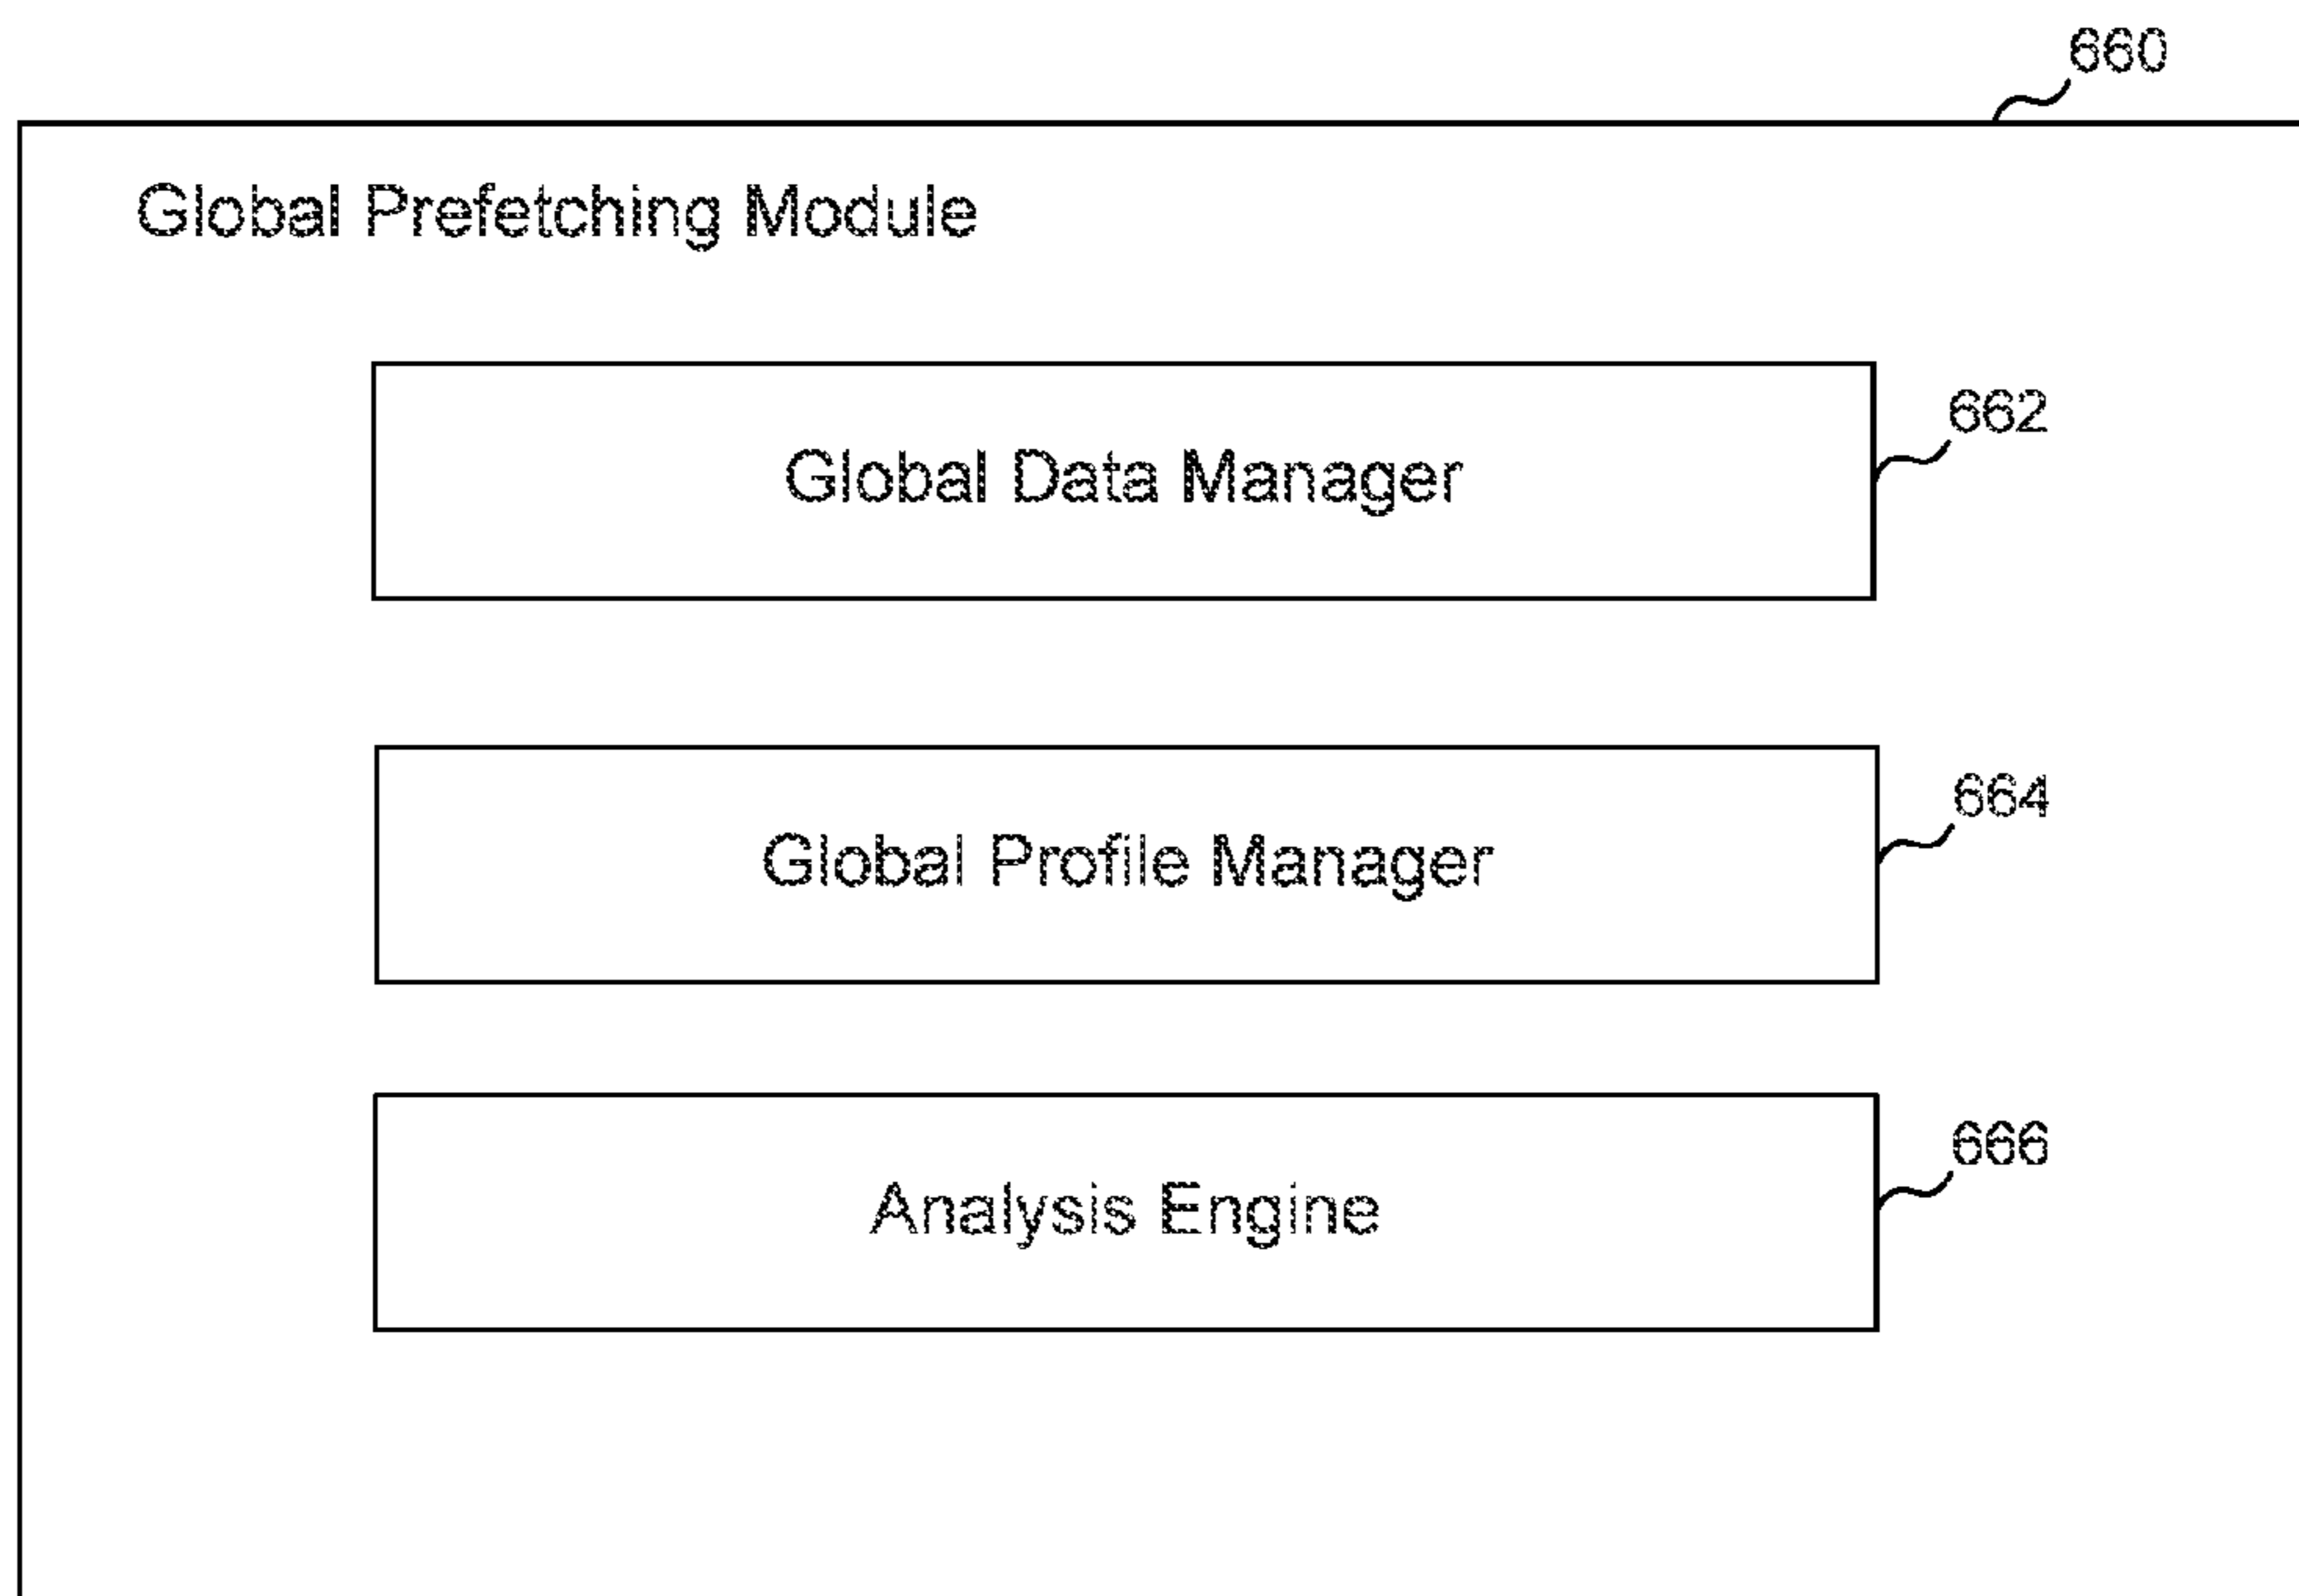 660
Global Prefetching Module
662
Global Data Manager
664
Global Profile Manager
666
Analysis Engine